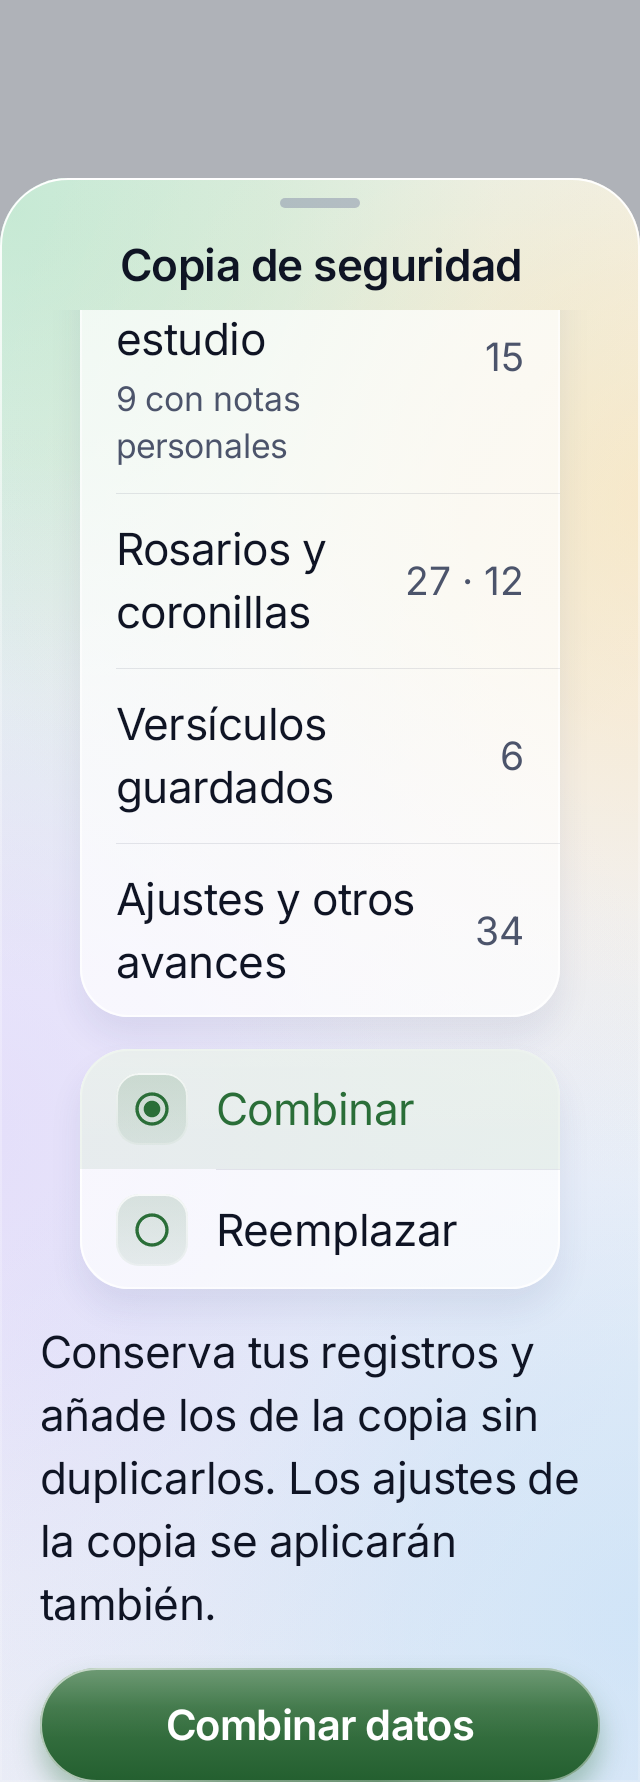 Copia de seguridad
estudio
15
9 con notas
personales
Rosarios y
coronillas
27 · 12
Versículos
guardados
6
Ajustes y otros
avances
34
Combinar
Reemplazar
Conserva tus registros y
añade los de la copia sin
duplicarlos. Los ajustes de
la copia se aplicarán
también.
Combinar datos